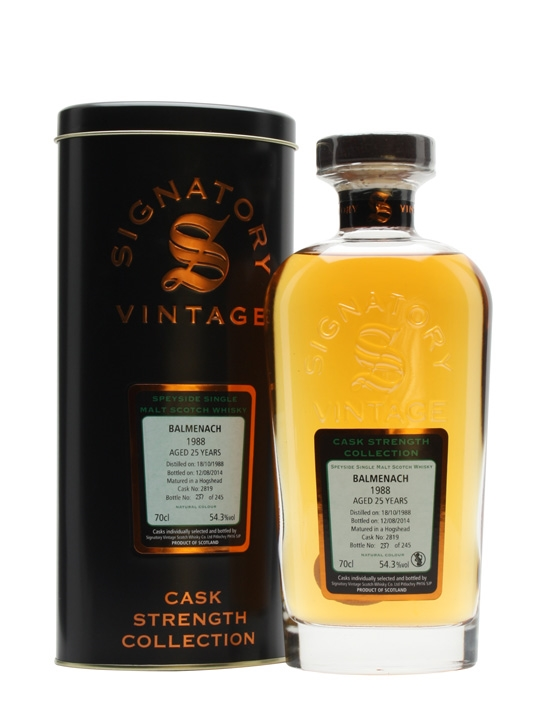 SIGNATORY
S
VINTAGE
SPEYSIDE SINGLE
MALT SCOTCH WHISKY
BALMENACH
1988
AGED 25 YEARS
Distilled on: 18/10/1988
Bottled on: 12/08/2014
Matured in a Hogshead
Cask No: 2819
Bottle No: 237 of 245
NATURAL COLOUR
70cl 54.3%vol
Casks individually selected and bottled by
Signatory Vintage Scotch Whisky Co. Ltd Pitlochry PH16 5JP
PRODUCT OF SCOTLAND
CASK
STRENGTH
COLLECTION
VINT
SIGNATORY
S
VINTAGE
CASK STRENGTH
COLLECTION
SPEYSIDE SINGLE MALT SCOTCH WHISKY
BALMENACH
1988
AGED 25 YEARS
Distilled on: 18/10/1988
Bottled on: 12/08/2014
Matured in a Hogshead
Cask No: 2819
Bottle No: 237 of 245
NATURAL COLOUR
70cl 54.3%vol
Casks individually selected and bottled by
Signatory Vintage Scotch Whisky Co. Ltd Pitlochry PH16 5JP
PRODUCT OF SCOTLAND